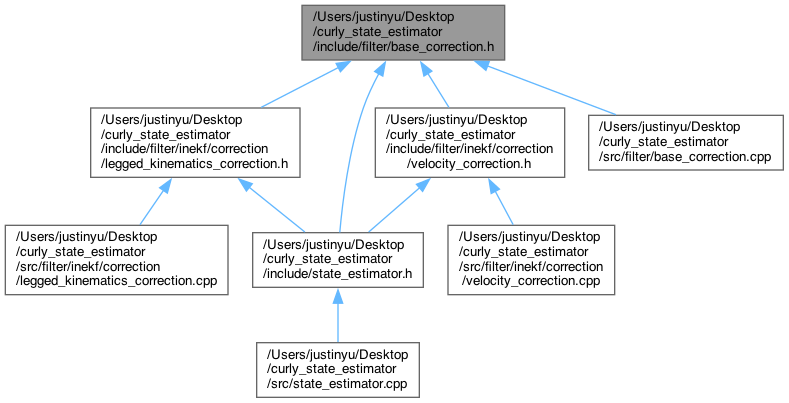 /Users/justinyu/Desktop
/curly_state_estimator
/include/filter/base_correction.h
/Users/justinyu/Desktop
/curly_state_estimator
/include/filter/inekf/correction
/legged_kinematics_correction.h
/Users/justinyu/Desktop
/curly_state_estimator
/include/filter/inekf/correction
/velocity_correction.h
/Users/justinyu/Desktop
/curly_state_estimator
/src/filter/base_correction.cpp
/Users/justinyu/Desktop
/curly_state_estimator
/src/filter/inekf/correction
/legged_kinematics_correction.cpp
/Users/justinyu/Desktop
/curly_state_estimator
/include/state_estimator.h
/Users/justinyu/Desktop
/curly_state_estimator
/src/filter/inekf/correction
/velocity_correction.cpp
/Users/justinyu/Desktop
/curly_state_estimator
/src/state_estimator.cpp